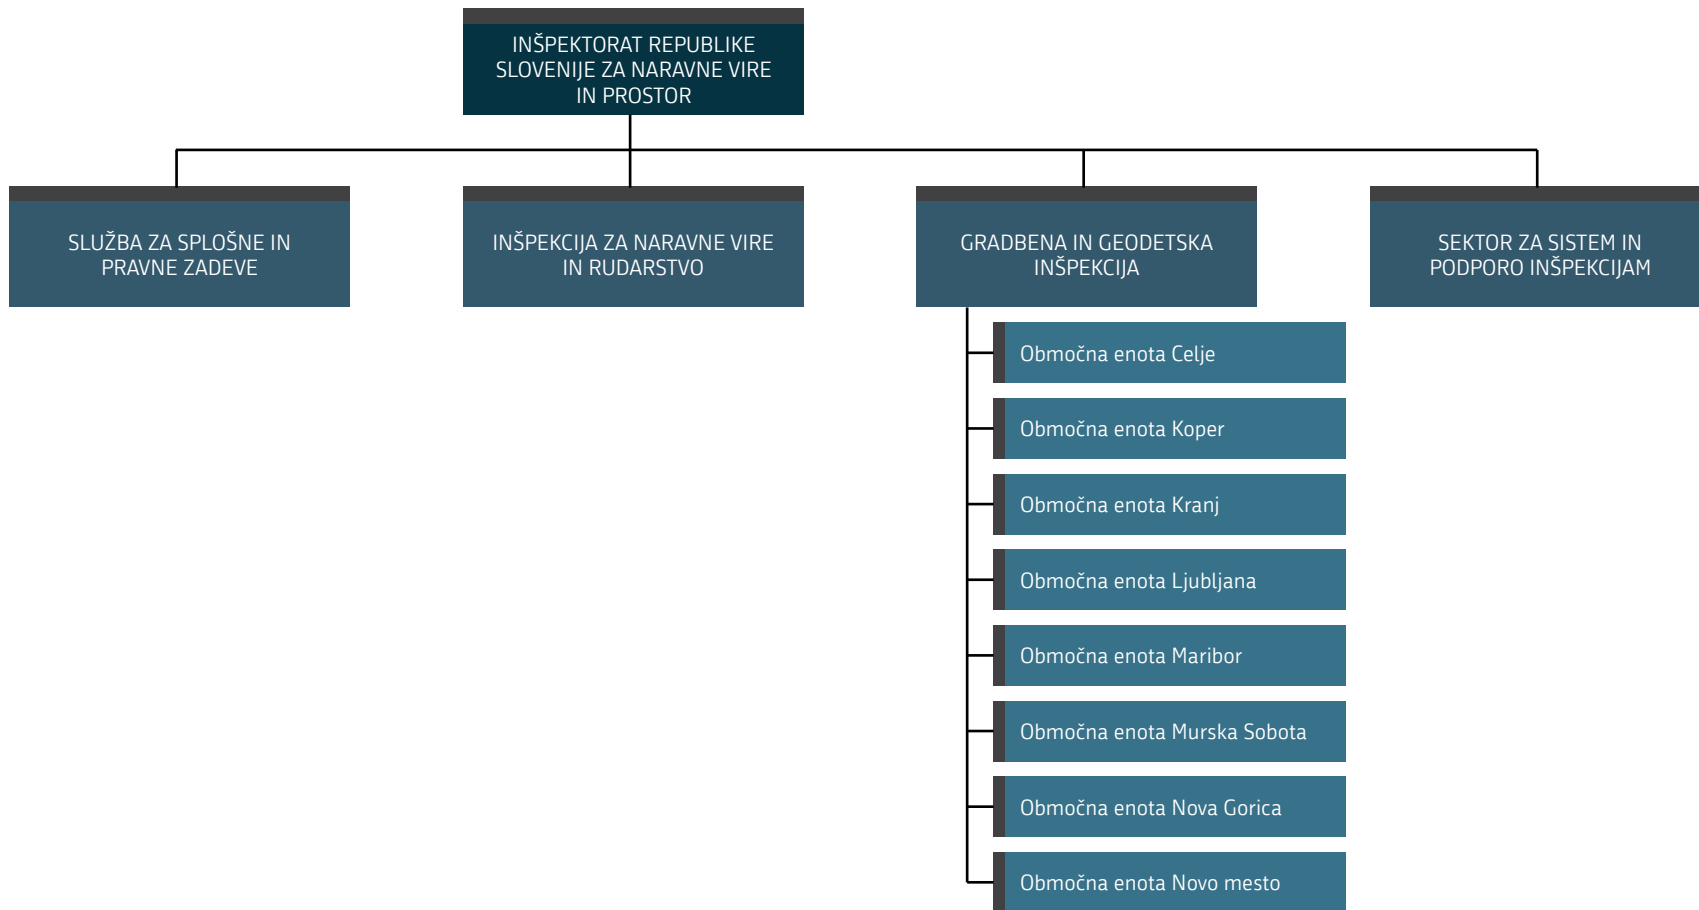 INŠPEKTORAT REPUBLIKE
SLOVENIJE ZA NARAVNE VIRE
IN PROSTOR
SLUŽBA ZA SPLOŠNE IN
PRAVNE ZADEVE
INŠPEKCIJA ZA NARAVNE VIRE
IN RUDARSTVO
GRADBENA IN GEODETSKA
INŠPEKCIJA
SEKTOR ZA SISTEM IN
PODPORO INŠPEKCIJAM
Območna enota Celje
Območna enota Koper
Območna enota Kranj
Območna enota Ljubljana
Območna enota Maribor
Območna enota Murska Sobota
Območna enota Nova Gorica
Območna enota Novo mesto